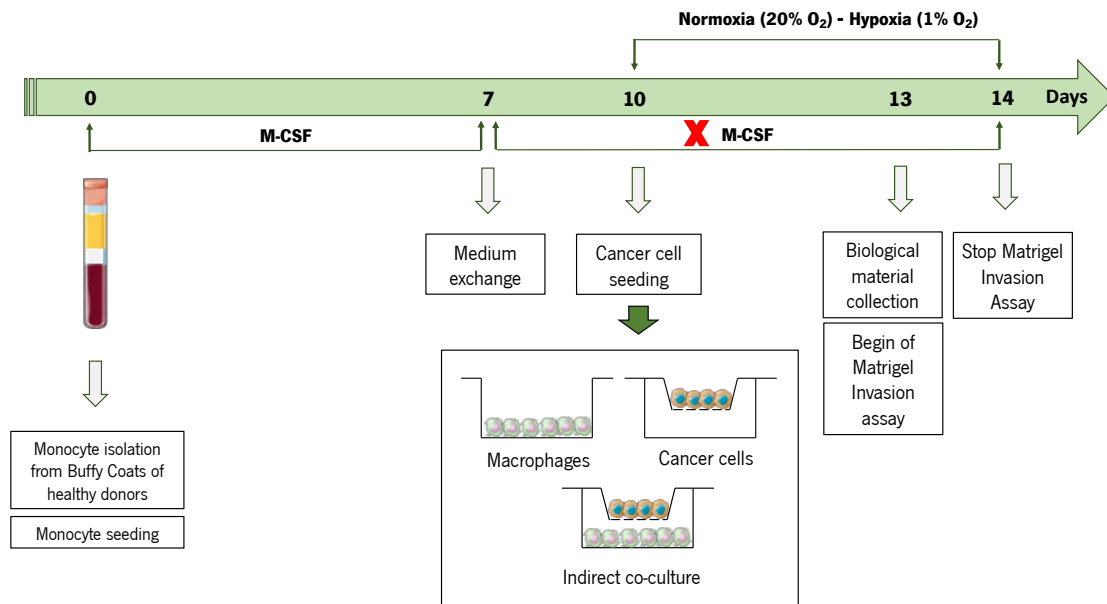 Normoxia (20% O₂) - Hypoxia (1% O₂)
0
7
10
13
14
Days
M-CSF
X M-CSF
Medium
exchange
Cancer cell
seeding
Biological
material
collection
Stop Matrigel
Invasion
Assay
Begin of
Matrigel
Invasion
assay
Macrophages
Cancer cells
Indirect co-culture
Monocyte isolation
from Buffy Coats of
healthy donors
Monocyte seeding